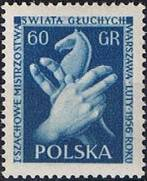 I. SZACHOWE MISTRZOSTWA
ŚWIATA GŁUCHYCH
WARSZAWA-LUTY-1956 ROKU
60 GR
POLSKA